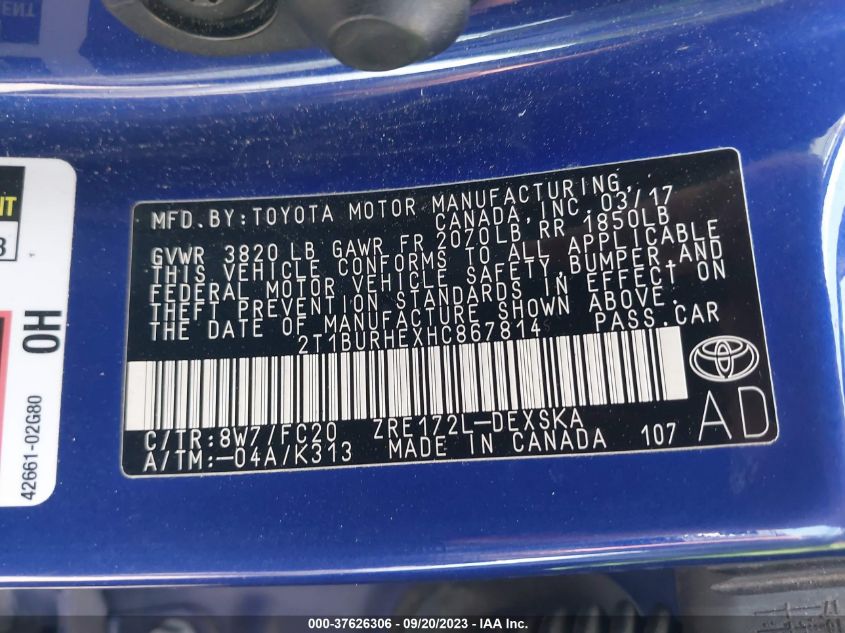 MFD. BY: TOYOTA MOTOR MANUFACTURING,
CANADA, INC. 03/17
GVWR 3820 LB GAWR FR 2070LB, RR 1850LB
THIS VEHICLE CONFORMS TO ALL APPLICABLE
FEDERAL MOTOR VEHICLE SAFETY, BUMPER, AND
THEFT PREVENTION STANDARDS IN EFFECT ON
THE DATE OF MANUFACTURE SHOWN ABOVE.
2T1BURHEXHC867814 PASS. CAR
C/TR: 8W7/FC20 ZRE172L-DEXSKA
A/TM: -04A/K313 MADE IN CANADA 107
AD
OH
42661-02G80
000-37626306 - 09/20/2023 - IAA Inc.